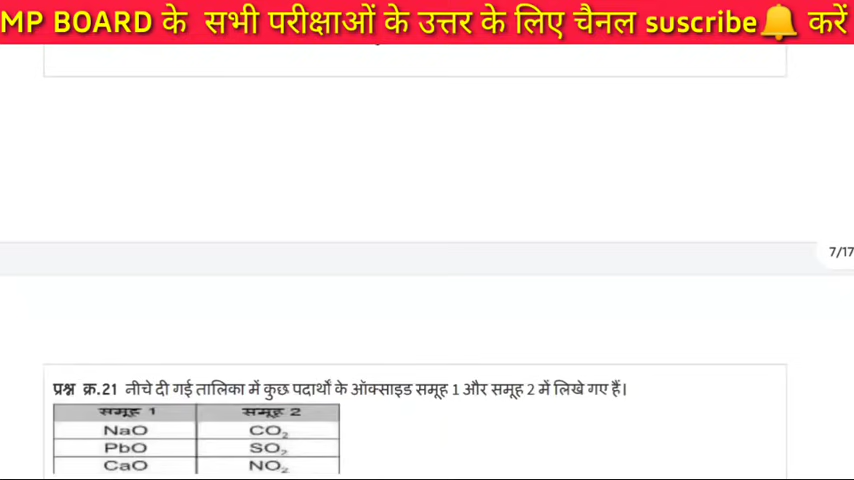 MP BOARD के सभी परीक्षाओं के उत्तर के लिए चैनल suscribe🔔 करें
7/17
प्रश्न क्र.21 नीचे दी गई तालिका में कुछ पदार्थों के ऑक्साइड समूह 1 और समूह 2 में लिखे गए हैं।
समूह 1 समूह 2
NaO CO₂
PbO SO₂
CaO NO₂